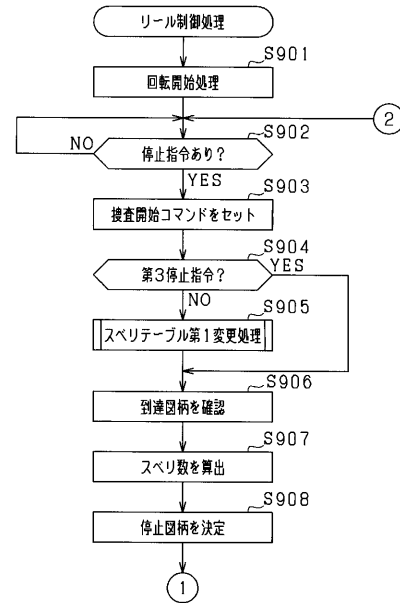 リール制御処理
S901
回転開始処理
2
S902
停止指令あり?
NO
YES
S903
捜査開始コマンドをセット
S904
第3停止指令?
YES
NO
S905
スベリテーブル第1変更処理
S906
到達図柄を確認
S907
スベリ数を算出
S908
停止図柄を決定
1